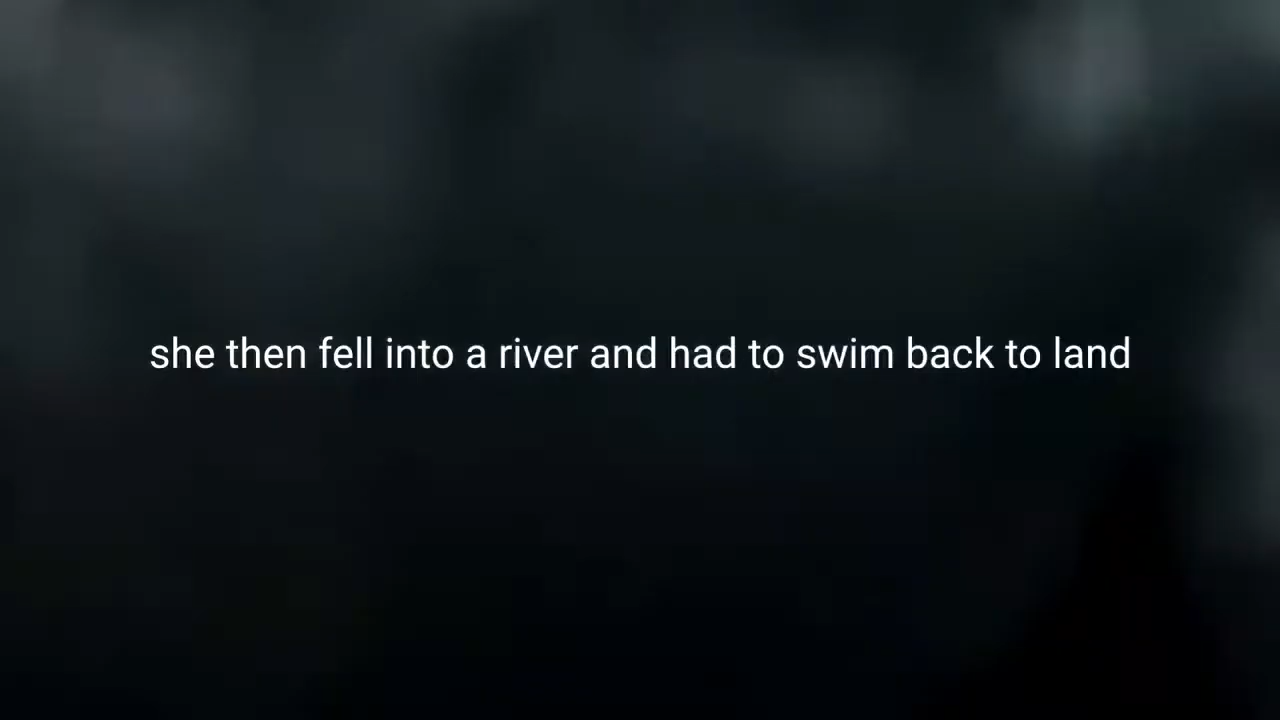 she then fell into a river and had to swim back to land